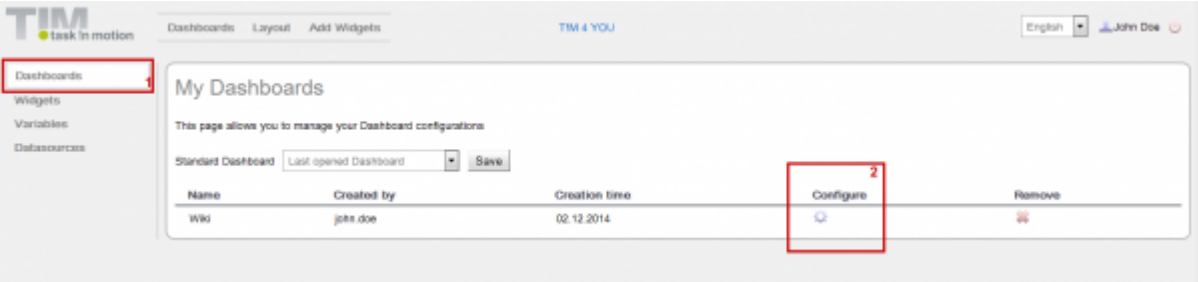 TIM
task in motion
Dashboards Layout Add Widgets
TIM 4 YOU
English
John Doe
Dashboards
1
Widgets
Variables
Datasources
My Dashboards
This page allows you to manage your Dashboard configurations
Standard Dashboard Last opened Dashboard Save
2
Name Created by Creation time Configure Remove
Wiki john.doe 02.12.2014